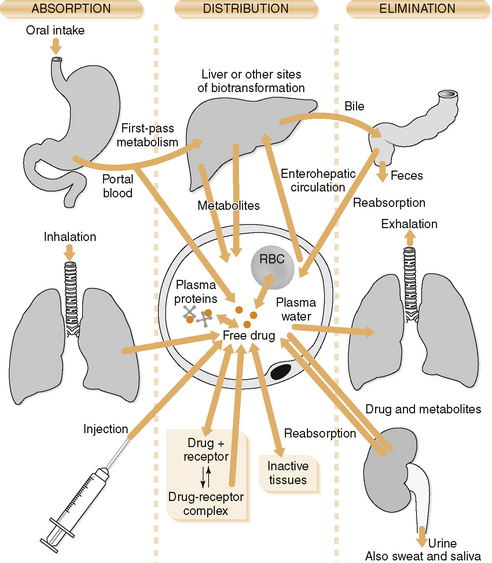 ABSORPTION
DISTRIBUTION
ELIMINATION
Oral intake
Liver or other sites
of biotransformation
Bile
First-pass
metabolism
Portal
blood
Enterohepatic
circulation
Feces
Metabolites
Reabsorption
Inhalation
Exhalation
RBC
Plasma
proteins
Plasma
water
Free drug
Drug and metabolites
Injection
Reabsorption
Drug +
receptor
Drug-receptor
complex
Inactive
tissues
Urine
Also sweat and saliva